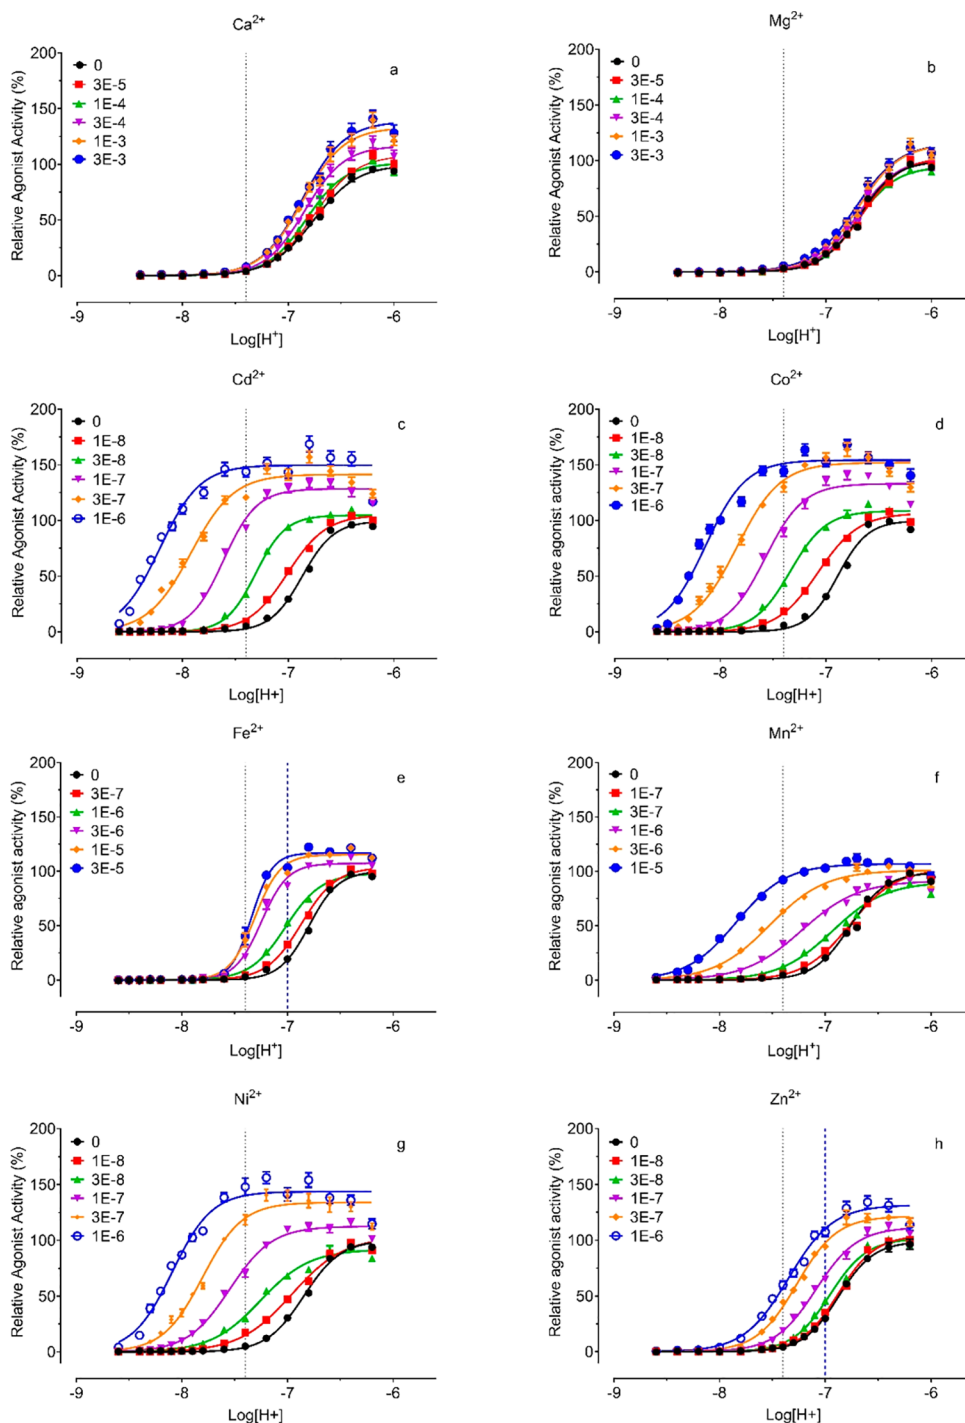 Ca2+
Relative Agonist Activity (%)
200
150
100
50
0
0
3E-5
1E-4
3E-4
1E-3
3E-3
a
-9
-8
-7
-6
Log[H+]
Mg2+
Relative Agonist Activity (%)
200
150
100
50
0
0
3E-5
1E-4
3E-4
1E-3
3E-3
b
-9
-8
-7
-6
Log[H+]
Cd2+
Relative Agonist Activity (%)
200
150
100
50
0
0
1E-8
3E-8
1E-7
3E-7
1E-6
c
-9
-8
-7
-6
Log[H+]
Co2+
Relative Agonist activity (%)
200
150
100
50
0
0
1E-8
3E-8
1E-7
3E-7
1E-6
d
-9
-8
-7
-6
Log[H+]
Fe2+
Relative agonist activity (%)
200
150
100
50
0
0
3E-7
1E-6
3E-6
1E-5
3E-5
e
-9
-8
-7
-6
Log[H+]
Mn2+
Relative agonist activity (%)
200
150
100
50
0
0
1E-7
3E-7
1E-6
3E-6
1E-5
f
-9
-8
-7
-6
Log[H+]
Ni2+
Relative Agonist Activity (%)
200
150
100
50
0
0
1E-8
3E-8
1E-7
3E-7
1E-6
g
-9
-8
-7
-6
Log[H+]
Zn2+
Relative agonist activity (%)
200
150
100
50
0
0
1E-8
3E-8
1E-7
3E-7
1E-6
h
-9
-8
-7
-6
Log[H+]